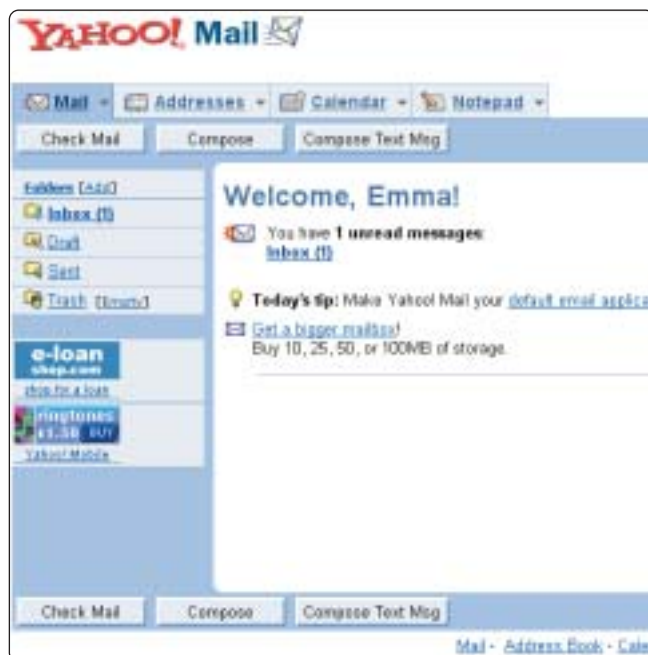 YAHOO! Mail
Mail Addresses Calendar Notepad
Check Mail Compose Compose Text Msg
Folders [Add]
Inbox (1)
Draft
Sent
Trash [Empty]
e-loan
shop.com
shop for a loan
ringtones
£1.50 BUY
Yahoo! Mobile
Welcome, Emma!
You have 1 unread messages:
Inbox (1)
Today's tip: Make Yahoo! Mail your default email applica
Get a bigger mailbox!
Buy 10, 25, 50, or 100MB of storage.
Check Mail Compose Compose Text Msg
Mail - Address Book - Cale